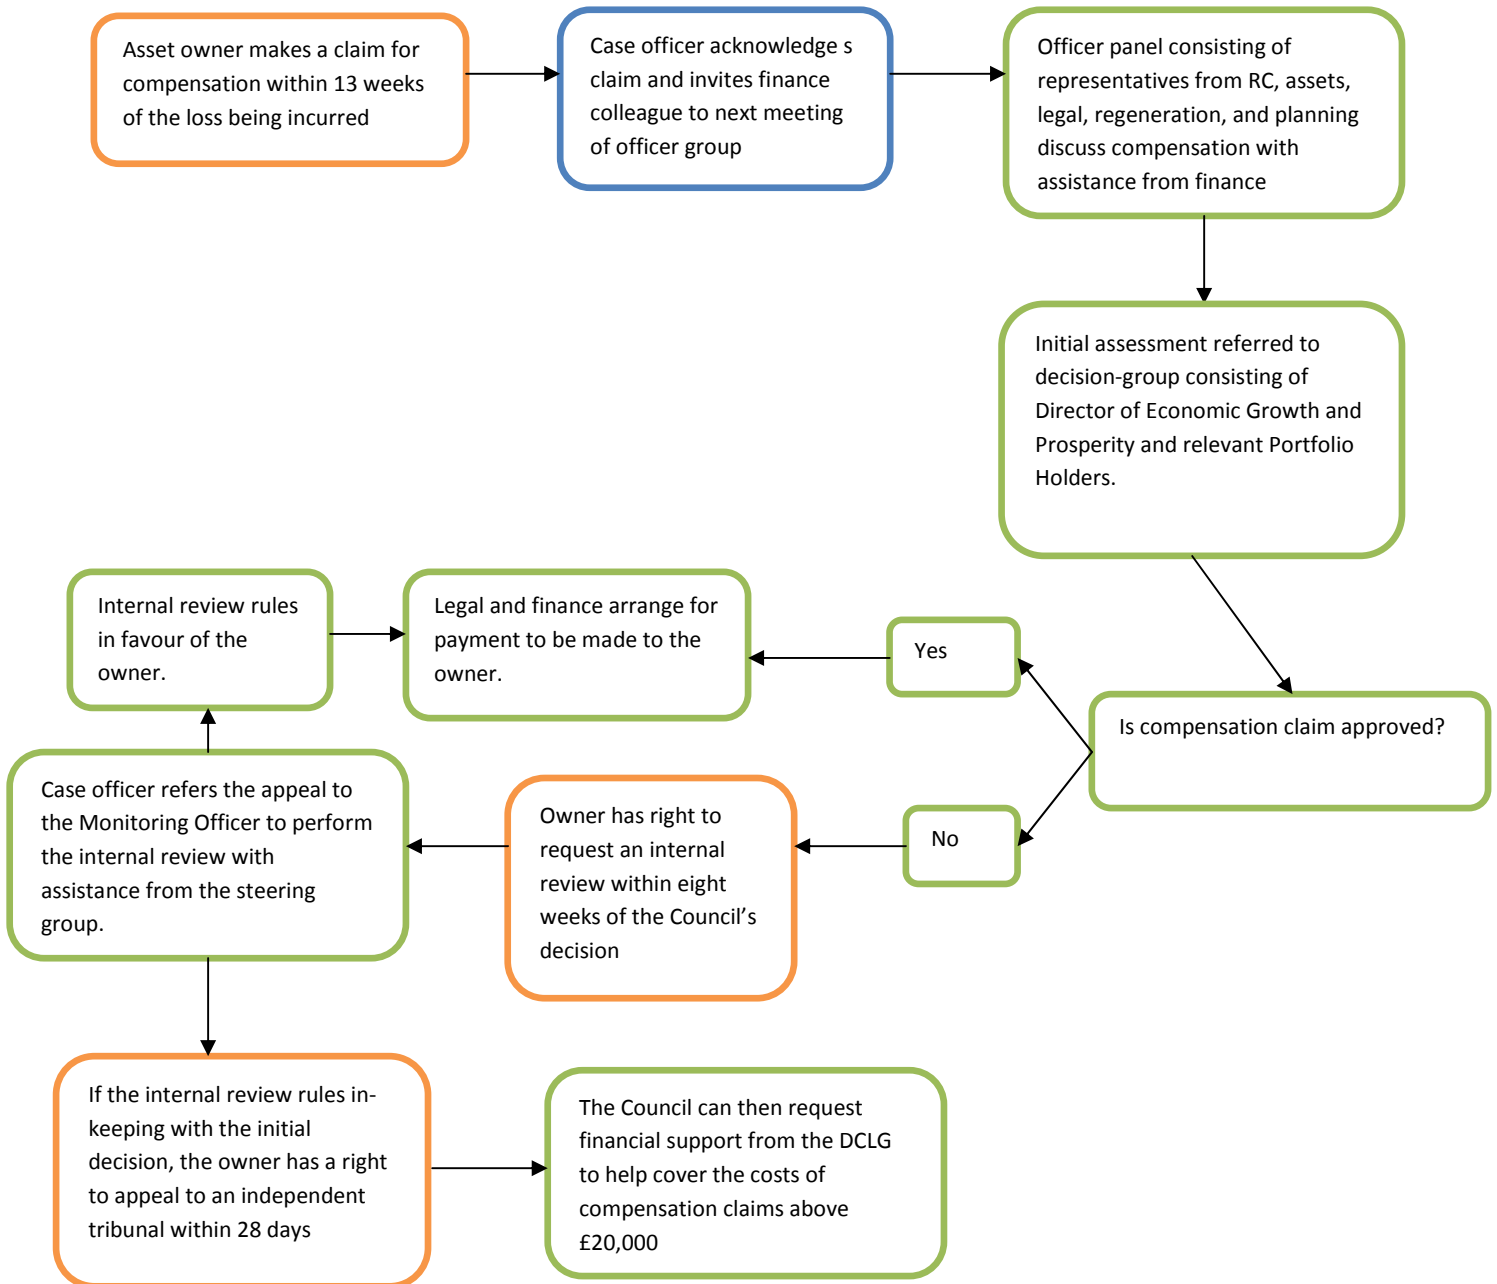 Asset owner makes a claim for
compensation within 13 weeks
of the loss being incurred
Case officer acknowledge s
claim and invites finance
colleague to next meeting
of officer group
Officer panel consisting of
representatives from RC, assets,
legal, regeneration, and planning
discuss compensation with
assistance from finance
Initial assessment referred to
decision-group consisting of
Director of Economic Growth and
Prosperity and relevant Portfolio
Holders.
Is compensation claim approved?
Yes
Legal and finance arrange for
payment to be made to the
owner.
Internal review rules
in favour of the
owner.
No
Owner has right to
request an internal
review within eight
weeks of the Council’s
decision
Case officer refers the appeal to
the Monitoring Officer to perform
the internal review with
assistance from the steering
group.
If the internal review rules in-
keeping with the initial
decision, the owner has a right
to appeal to an independent
tribunal within 28 days
The Council can then request
financial support from the DCLG
to help cover the costs of
compensation claims above
£20,000